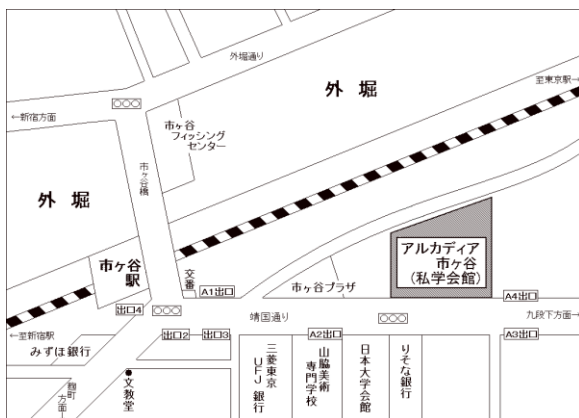 外堀通り
外 堀
至東京駅→
←新宿方面
市ヶ谷
フィッシング
センター
市ヶ谷橋
外 堀
アルカディア
市ヶ谷
(私学会館)
市ヶ谷
駅
交番
A1出口
市ヶ谷プラザ
A4出口
出口4
靖国通り
九段下方面→
←至新宿駅
出口2
出口3
A2出口
A3出口
みずほ銀行
三菱東京
UFJ銀行
山脇美術
専門学校
日本大学会館
りそな銀行
文教堂
麹町
方面